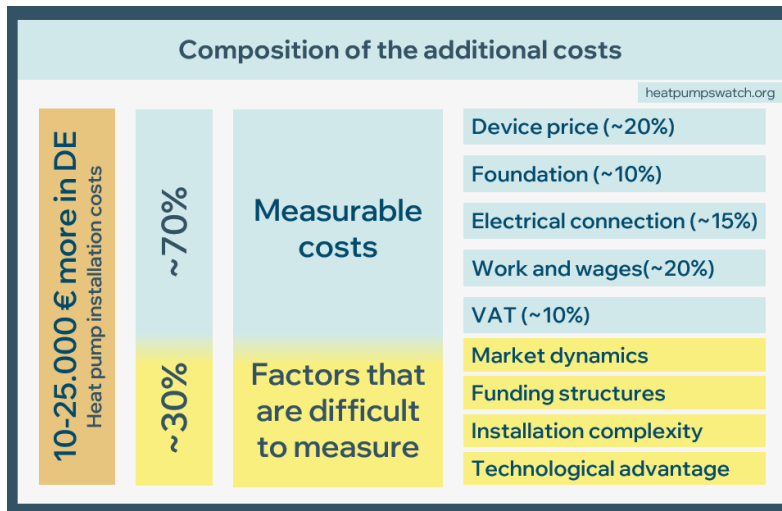 Composition of the additional costs
heatpumpswatch.org
10-25.000 € more in DE
Heat pump installation costs
~70%
~30%
Measurable
costs
Factors that
are difficult
to measure
Device price (~20%)
Foundation (~10%)
Electrical connection (~15%)
Work and wages(~20%)
VAT (~10%)
Market dynamics
Funding structures
Installation complexity
Technological advantage